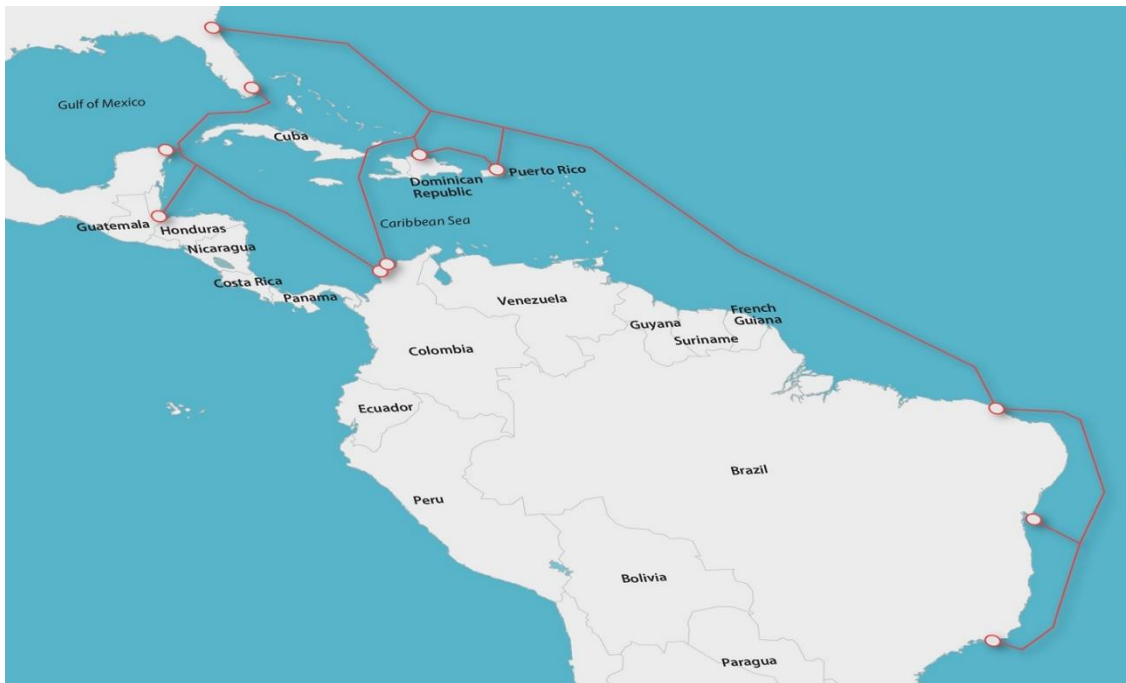 Gulf of Mexico
Cuba
Puerto Rico
Dominican
Republic
Caribbean Sea
Guatemala
Honduras
Nicaragua
Costa Rica
Panama
Venezuela
French
Guiana
Guyana
Suriname
Colombia
Ecuador
Brazil
Peru
Bolivia
Paragua